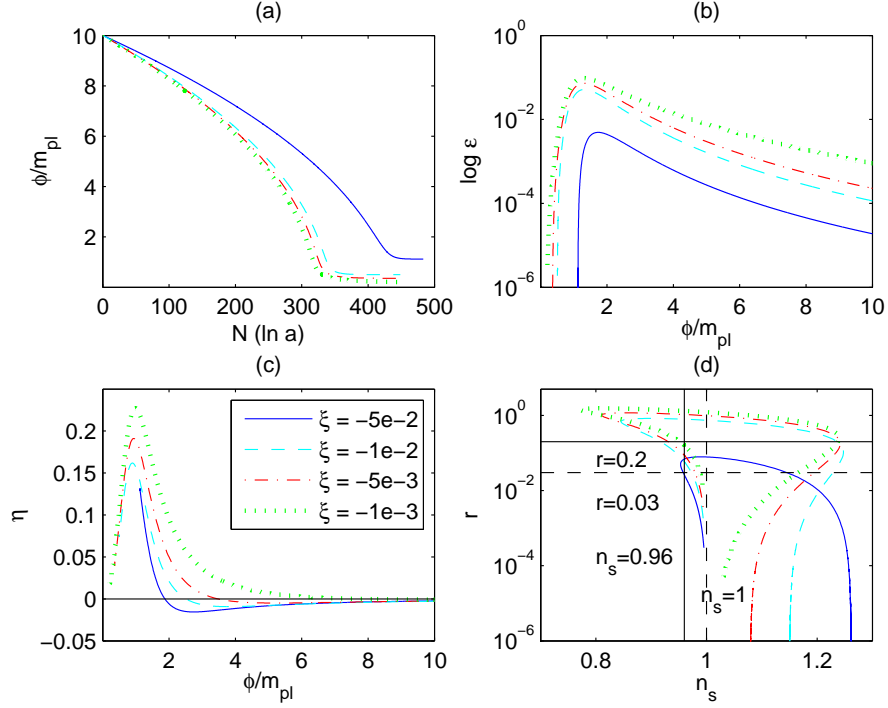 (a)
10
8
6
4
2
0 100 200 300 400 500
ϕ/m_pl
N (ln a)
(b)
10^0
10^-2
10^-4
10^-6
2 4 6 8 10
log ε
ϕ/m_pl
(c)
0.2
0.15
0.1
0.05
0
−0.05
2 4 6 8 10
η
ϕ/m_pl
ξ = −5e−2
ξ = −1e−2
ξ = −5e−3
ξ = −1e−3
(d)
10^0
10^-2
10^-4
10^-6
0.8 1 1.2
r
n_s
r=0.2
r=0.03
n_s=0.96
n_s=1